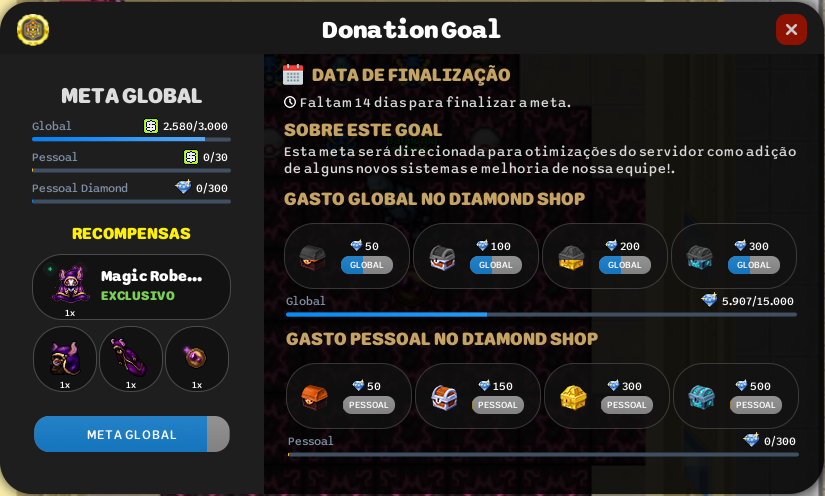 Donation Goal
META GLOBAL
Global 2.580/3.000
Pessoal 0/30
Pessoal Diamond 0/300
RECOMPENSAS
Magic Robe...
EXCLUSIVO
1x
1x 1x 1x
META GLOBAL
DATA DE FINALIZAÇÃO
Faltam 14 dias para finalizar a meta.
SOBRE ESTE GOAL
Esta meta será direcionada para otimizações do servidor como adição
de alguns novos sistemas e melhoria de nossa equipe!.
GASTO GLOBAL NO DIAMOND SHOP
50 100 200 300
GLOBAL GLOBAL GLOBAL GLOBAL
Global 5.907/15.000
GASTO PESSOAL NO DIAMOND SHOP
50 150 300 500
PESSOAL PESSOAL PESSOAL PESSOAL
Pessoal 0/300